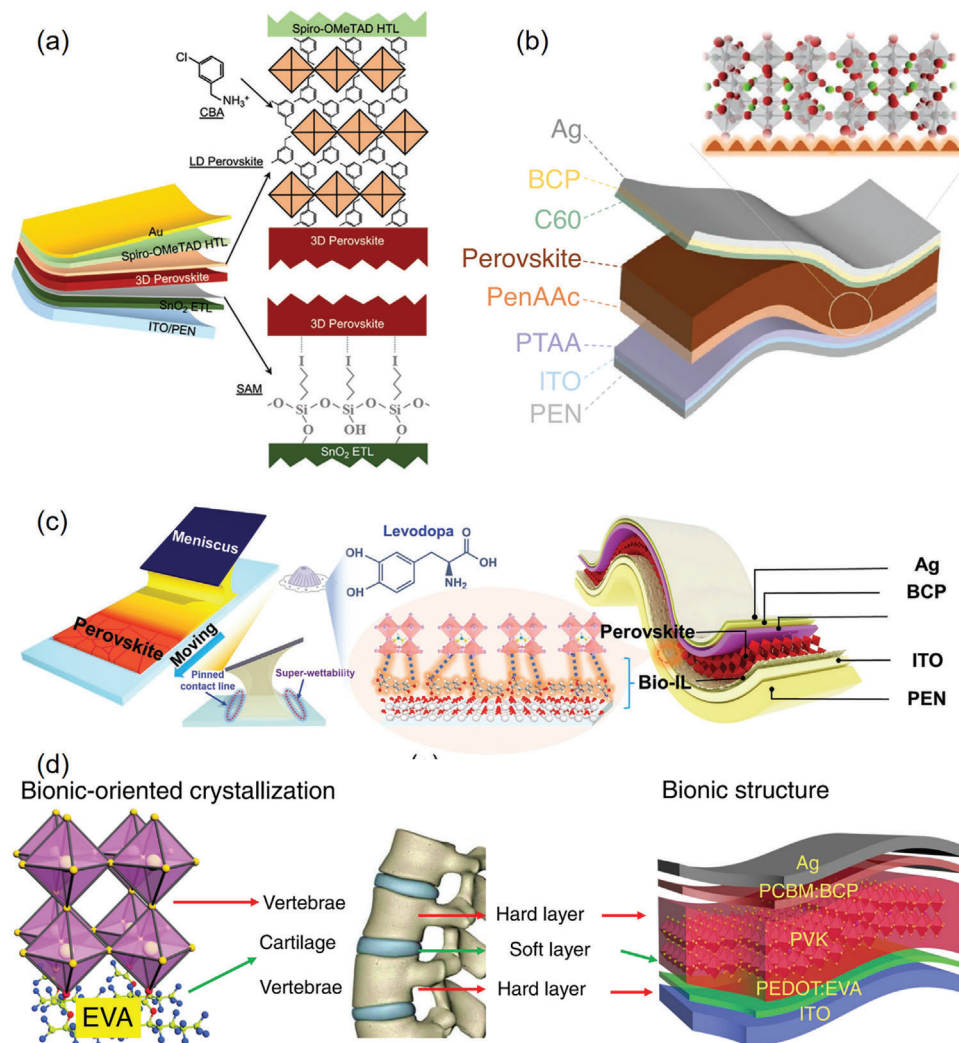 (a)
Spiro-OMeTAD HTL
Cl
NH₃⁺
CBA
LD Perovskite
Au
Spiro-OMeTAD HTL
3D Perovskite
SnO₂ ETL
ITO/PEN
3D Perovskite
3D Perovskite
SAM
I I I
O Si O Si O Si O
O OH O
SnO₂ ETL
(b)
Ag
BCP
C60
Perovskite
PenAAc
PTAA
ITO
PEN
(c)
Meniscus
Perovskite
Moving
Pinned
contact line
Super-wettability
Levodopa
OH
OH
O
OH
NH₂
Perovskite
Bio-IL
Ag
BCP
ITO
PEN
(d)
Bionic-oriented crystallization
EVA
Vertebrae
Cartilage
Vertebrae
Hard layer
Soft layer
Hard layer
Bionic structure
Ag
PCBM:BCP
PVK
PEDOT:EVA
ITO